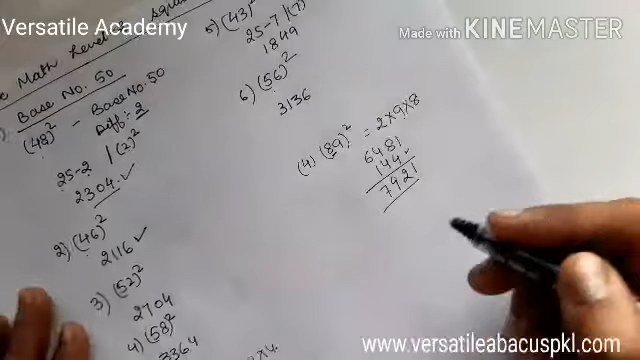 Versatile Academy
Made with KINEMASTER
Math Level
Base No. 50
(48)² - Base No. 50
Diff: 2
25-2 / (2)²
2304 ✓
2) (46)²
2116 ✓
3) (52)²
2704
4) (58)²
3364
5) (43)²
25-7 / (7)
1849
6) (56)²
3136
(4) (89)² = 2×9×8
6481
144
7921
×4
www.versatileabacuspkl.com